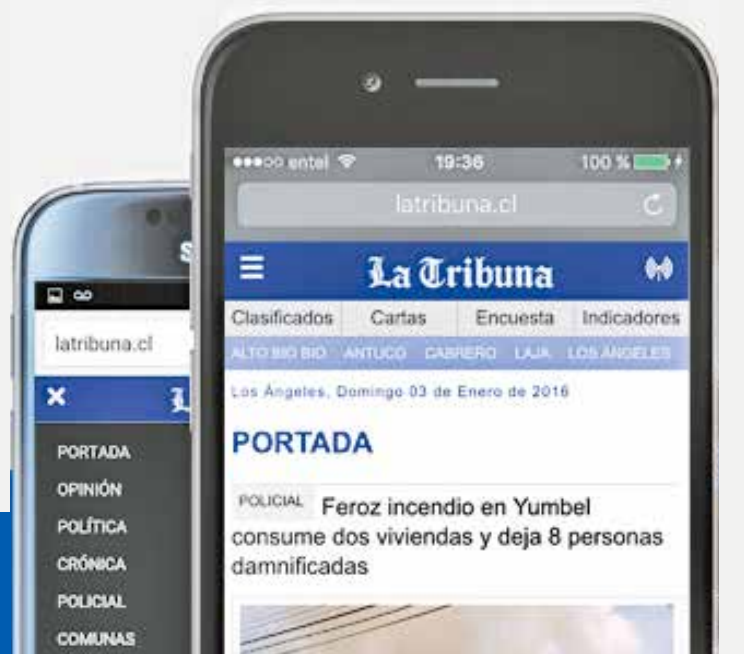 entel 19:36 100 %
latribuna.cl
La Tribuna
Clasificados Cartas Encuesta Indicadores
ALTO BIO BIO ANTUCO CABRERO LAJA LOS ANGELES
Los Ángeles, Domingo 03 de Enero de 2016
PORTADA
POLICIAL Feroz incendio en Yumbel
consume dos viviendas y deja 8 personas
damnificadas
S
latribuna.cl
L
PORTADA
OPINIÓN
POLÍTICA
CRÓNICA
POLICIAL
COMUNAS